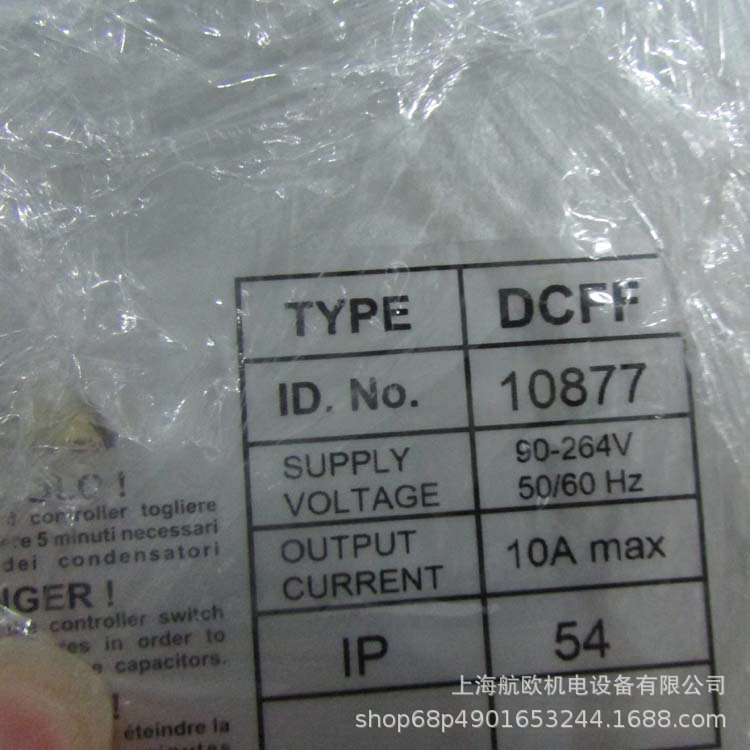 TYPE DCFF
ID. No. 10877
SUPPLY VOLTAGE 90-264V 50/60 Hz
OUTPUT CURRENT 10A max
IP 54
!
controller togliere
5 minuti necessari
dei condensatori
NGER !
controller switch
in order to
capacitors.
!
éteindre la
上海航欧机电设备有限公司
shop68p4901653244.1688.com